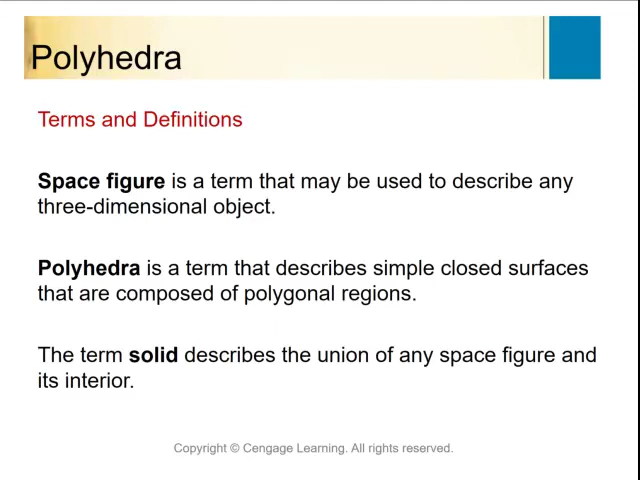 Polyhedra
Terms and Definitions
Space figure is a term that may be used to describe any
three-dimensional object.
Polyhedra is a term that describes simple closed surfaces
that are composed of polygonal regions.
The term solid describes the union of any space figure and
its interior.
Copyright © Cengage Learning. All rights reserved.